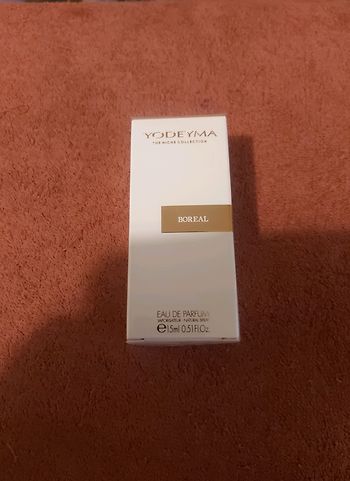 YODEYMA
THE NICHE COLLECTION
BOREAL
EAU DE PARFUM
VAPORISATEUR · NATURAL SPRAY
℮15ml 0.51Fl.Oz.